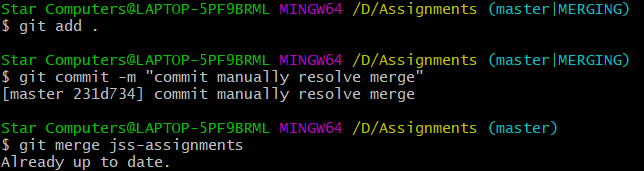 Star Computers@LAPTOP-5PF9BRML MINGW64 /D/Assignments (master|MERGING)
$ git add .
Star Computers@LAPTOP-5PF9BRML MINGW64 /D/Assignments (master|MERGING)
$ git commit -m "commit manually resolve merge"
[master 231d734] commit manually resolve merge
Star Computers@LAPTOP-5PF9BRML MINGW64 /D/Assignments (master)
$ git merge jss-assignments
Already up to date.